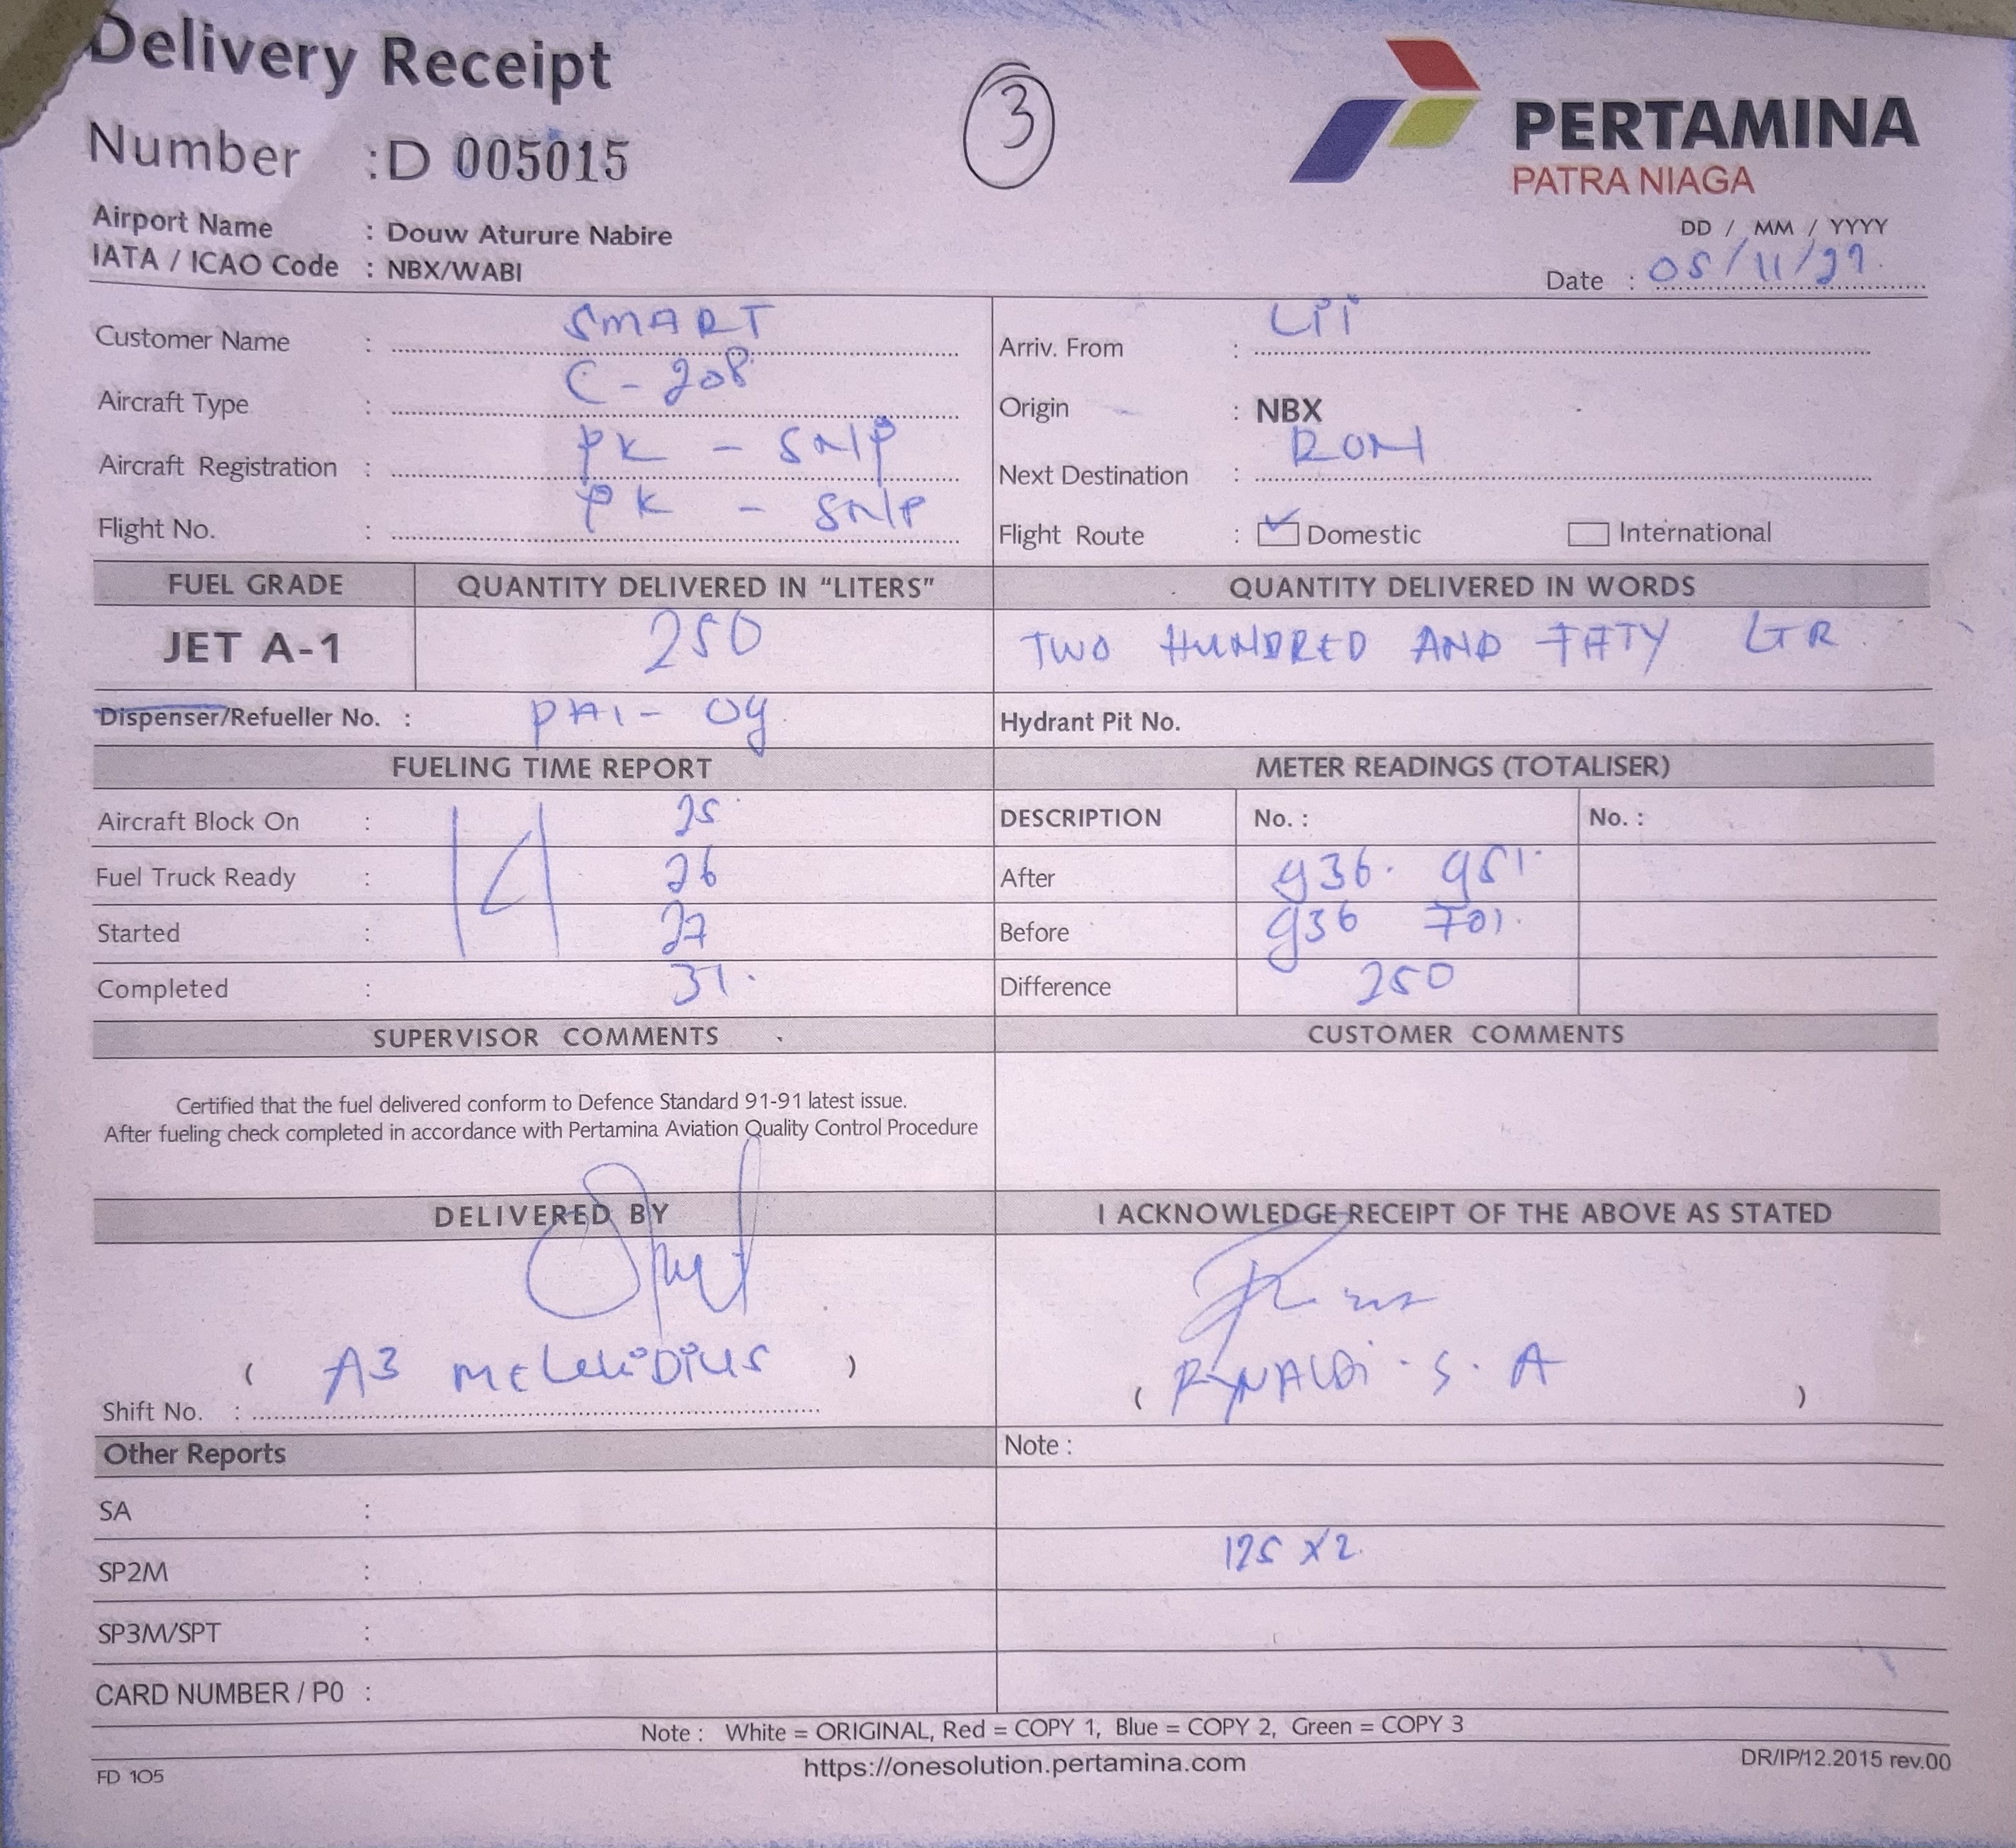 Delivery Receipt
3
PERTAMINA
PATRA NIAGA
Number : D 005015
Airport Name : Douw Aturure Nabire
IATA / ICAO Code : NBX/WABI
DD / MM / YYYY
Date : 05/11/
Customer Name : SMART
Arriv. From : Lii
Aircraft Type : C-208
Origin : NBX
Aircraft Registration : PK - SNP
Next Destination :
Flight No. : PK - SNP
Flight Route : Domestic International
FUEL GRADE QUANTITY DELIVERED IN "LITERS" QUANTITY DELIVERED IN WORDS
JET A-1 250 TWO HUNDRED AND FIFTY LTR
Dispenser/Refueller No. : PAI - 09 Hydrant Pit No.
FUELING TIME REPORT METER READINGS (TOTALISER)
Aircraft Block On : 14 25 DESCRIPTION No. : No. :
Fuel Truck Ready : 26 After 936. 951.
Started : 27 Before 936 701.
Completed : 31. Difference 250
SUPERVISOR COMMENTS CUSTOMER COMMENTS
Certified that the fuel delivered conform to Defence Standard 91-91 latest issue.
After fueling check completed in accordance with Pertamina Aviation Quality Control Procedure
DELIVERED BY I ACKNOWLEDGE RECEIPT OF THE ABOVE AS STATED
( A3 )
( RYNALDI . S . A )
Shift No. :
Other Reports Note :
SA :
SP2M : 125 x 2
SP3M/SPT :
CARD NUMBER / P0 :
Note : White = ORIGINAL, Red = COPY 1, Blue = COPY 2, Green = COPY 3
https://onesolution.pertamina.com
FD 105
DR/IP/12.2015 rev.00